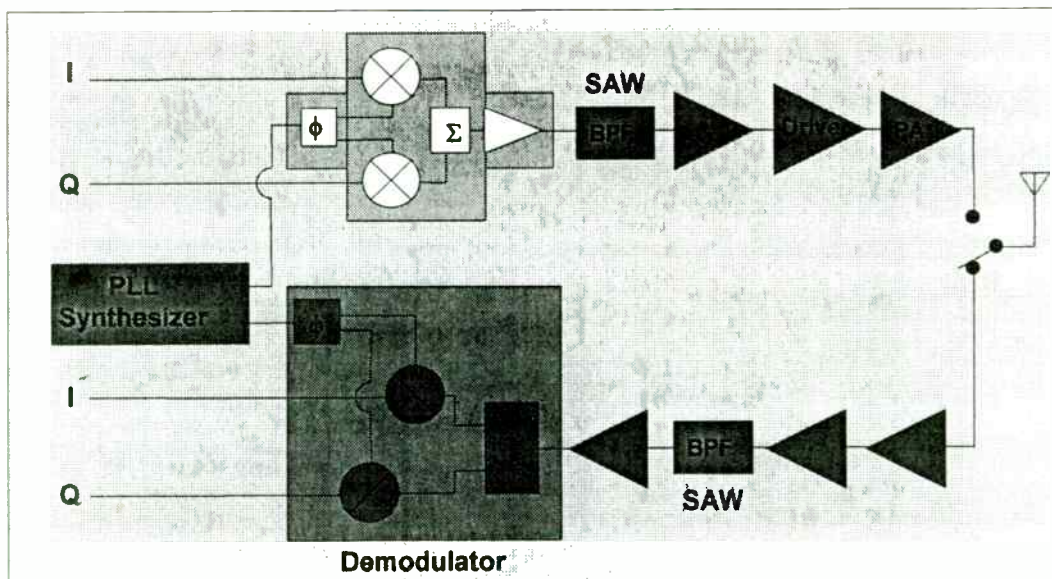 I
SAW
BPF
Driver
PA
ϕ
Σ
Q
PLL
Synthesizer
ϕ
I
BPF
Q
SAW
Demodulator